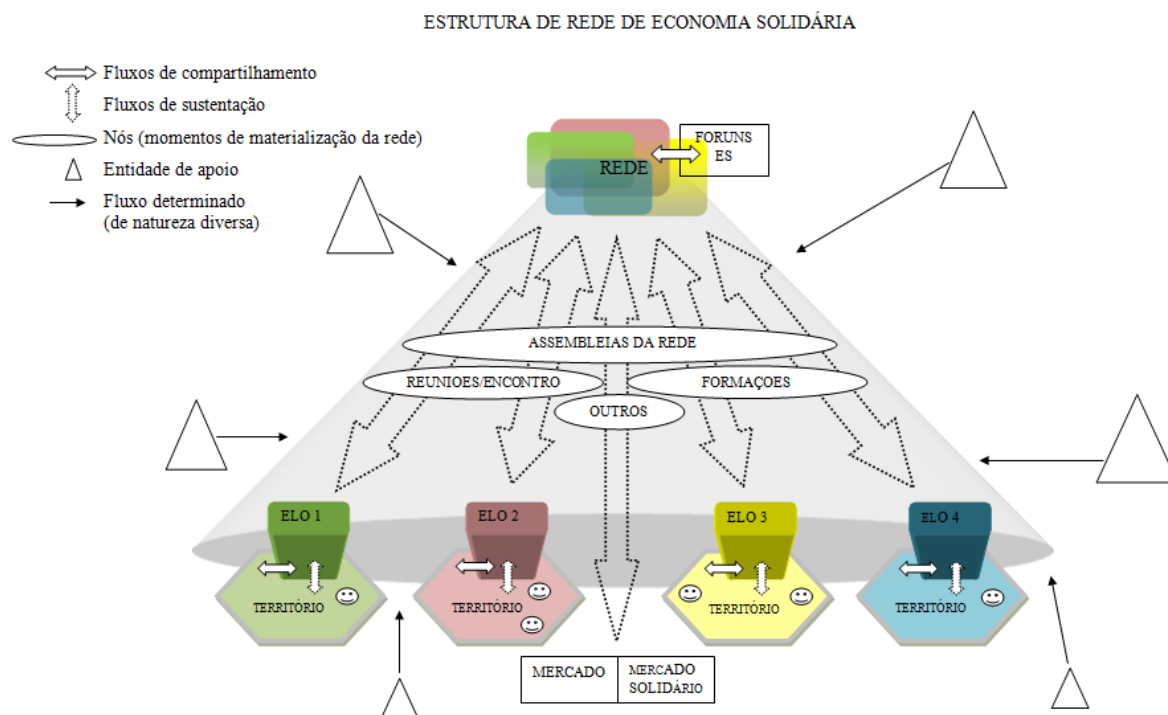 ESTRUTURA DE REDE DE ECONOMIA SOLIDÁRIA
Fluxos de compartilhamento
Fluxos de sustentação
Nós (momentos de materialização da rede)
Entidade de apoio
Fluxo determinado
(de natureza diversa)
REDE
FORUNS
ES
ASSEMBLEIAS DA REDE
REUNIOES/ENCONTRO
FORMAÇOES
OUTROS
ELO 1
ELO 2
ELO 3
ELO 4
TERRITÓRIO
TERRITÓRIO
TERRITÓRIO
TERRITÓRIO
MERCADO
MERCADO
SOLIDÁRIO